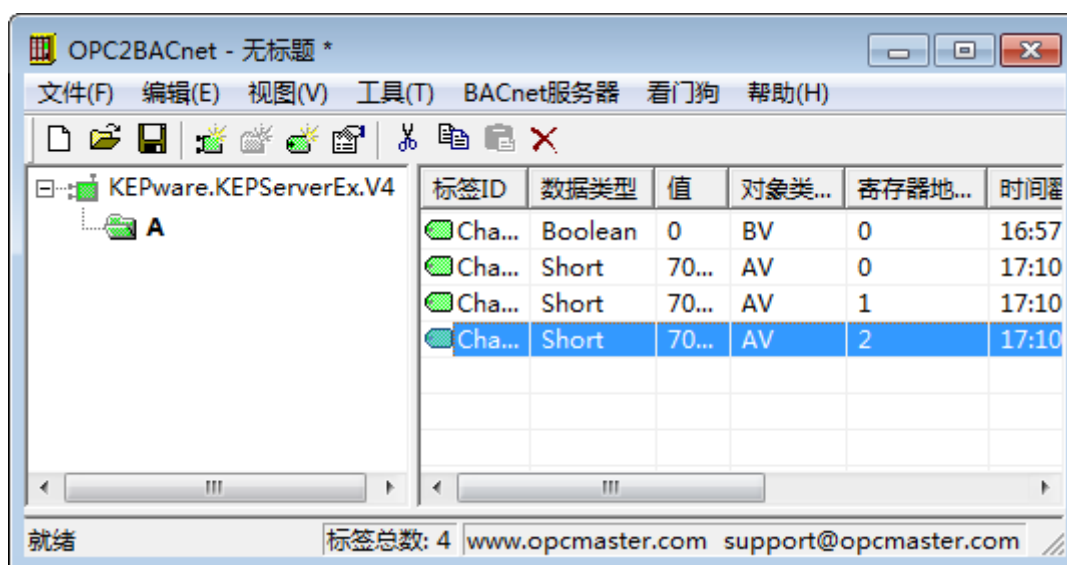 OPC2BACnet - 无标题 *
文件(F) 编辑(E) 视图(V) 工具(T) BACnet服务器 看门狗 帮助(H)
KEPware.KEPServerEx.V4
A
标签ID 数据类型 值 对象类... 寄存器地... 时间戳
Cha... Boolean 0 BV 0 16:57
Cha... Short 70... AV 0 17:10
Cha... Short 70... AV 1 17:10
Cha... Short 70... AV 2 17:10
就绪 标签总数: 4 www.opcmaster.com support@opcmaster.com